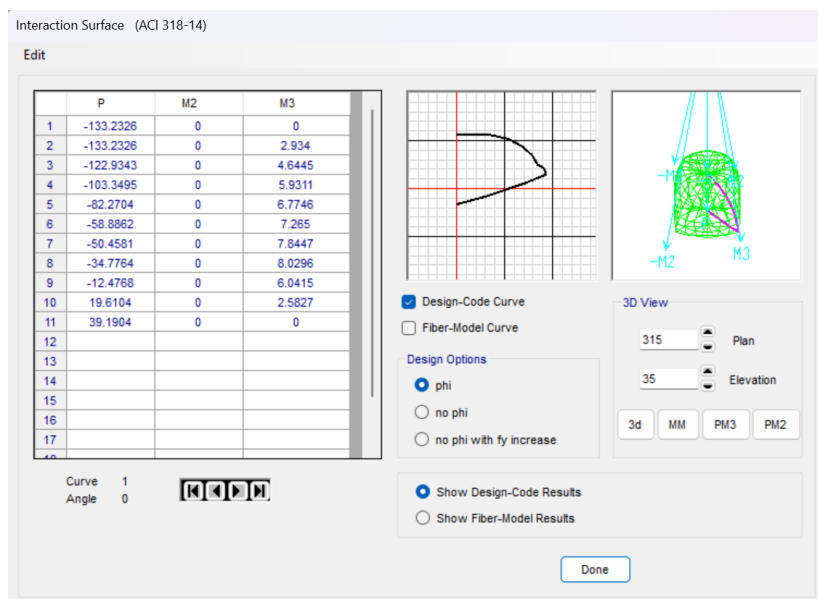 Interaction Surface (ACI 318-14)
Edit
P M2 M3
1 -133.2326 0 0
2 -133.2326 0 2.934
3 -122.9343 0 4.6445
4 -103.3495 0 5.9311
5 -82.2704 0 6.7746
6 -58.8862 0 7.265
7 -50.4581 0 7.8447
8 -34.7764 0 8.0296
9 -12.4768 0 6.0415
10 19.6104 0 2.5827
11 39.1904 0 0
12
13
14
15
16
17
Curve 1
Angle 0
Design-Code Curve
Fiber-Model Curve
Design Options
phi
no phi
no phi with fy increase
-M2
M3
3D View
315 Plan
35 Elevation
3d MM PM3 PM2
Show Design-Code Results
Show Fiber-Model Results
Done